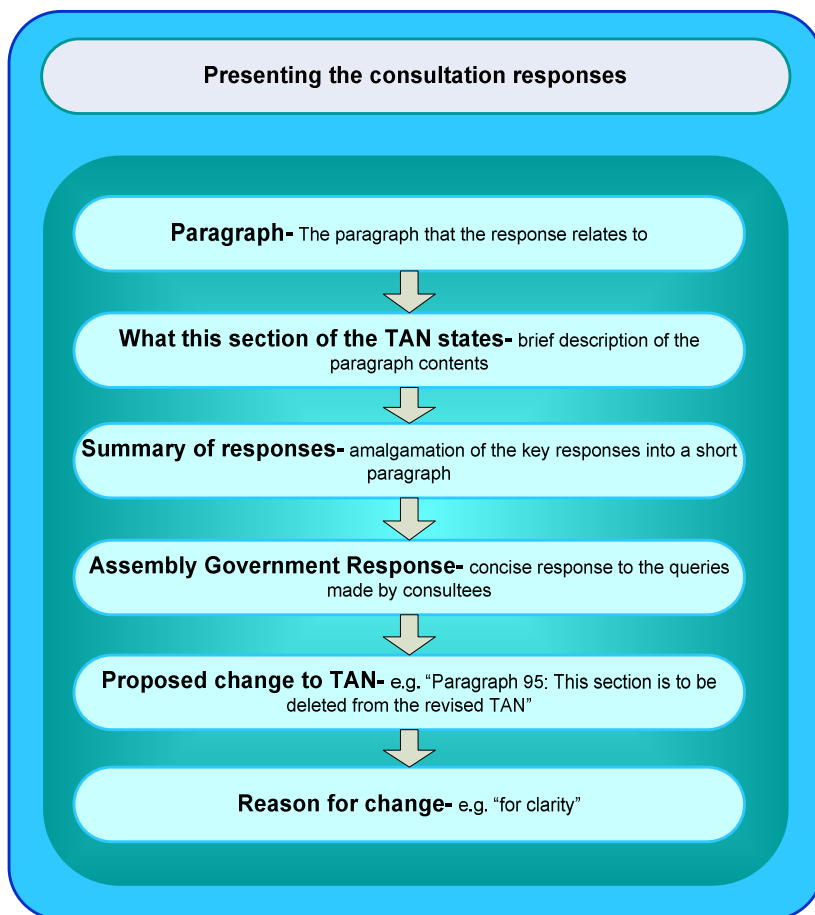 Presenting the consultation responses
Paragraph- The paragraph that the response relates to
What this section of the TAN states- brief description of the
paragraph contents
Summary of responses- amalgamation of the key responses into a short
paragraph
Assembly Government Response- concise response to the queries
made by consultees
Proposed change to TAN- e.g. “Paragraph 95: This section is to be
deleted from the revised TAN”
Reason for change- e.g. “for clarity”